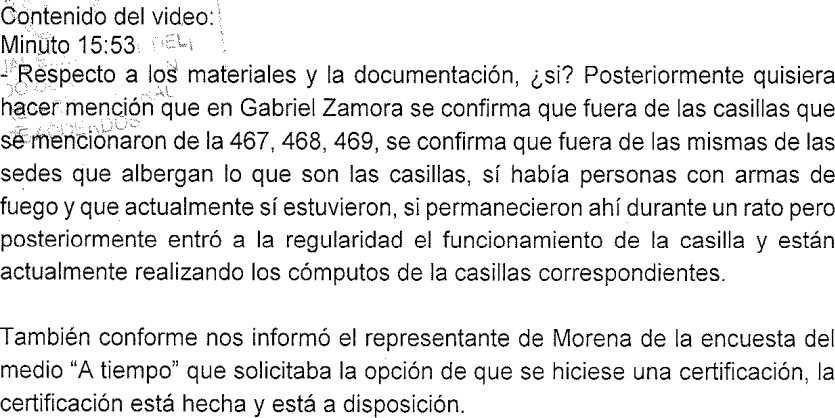 Contenido del video:
Minuto 15:53
- Respecto a los materiales y la documentación, ¿si? Posteriormente quisiera
hacer mención que en Gabriel Zamora se confirma que fuera de las casillas que
se mencionaron de la 467, 468, 469, se confirma que fuera de las mismas de las
sedes que albergan lo que son las casillas, sí había personas con armas de
fuego y que actualmente sí estuvieron, si permanecieron ahí durante un rato pero
posteriormente entró a la regularidad el funcionamiento de la casilla y están
actualmente realizando los cómputos de la casillas correspondientes.
También conforme nos informó el representante de Morena de la encuesta del
medio “A tiempo” que solicitaba la opción de que se hiciese una certificación, la
certificación está hecha y está a disposición.